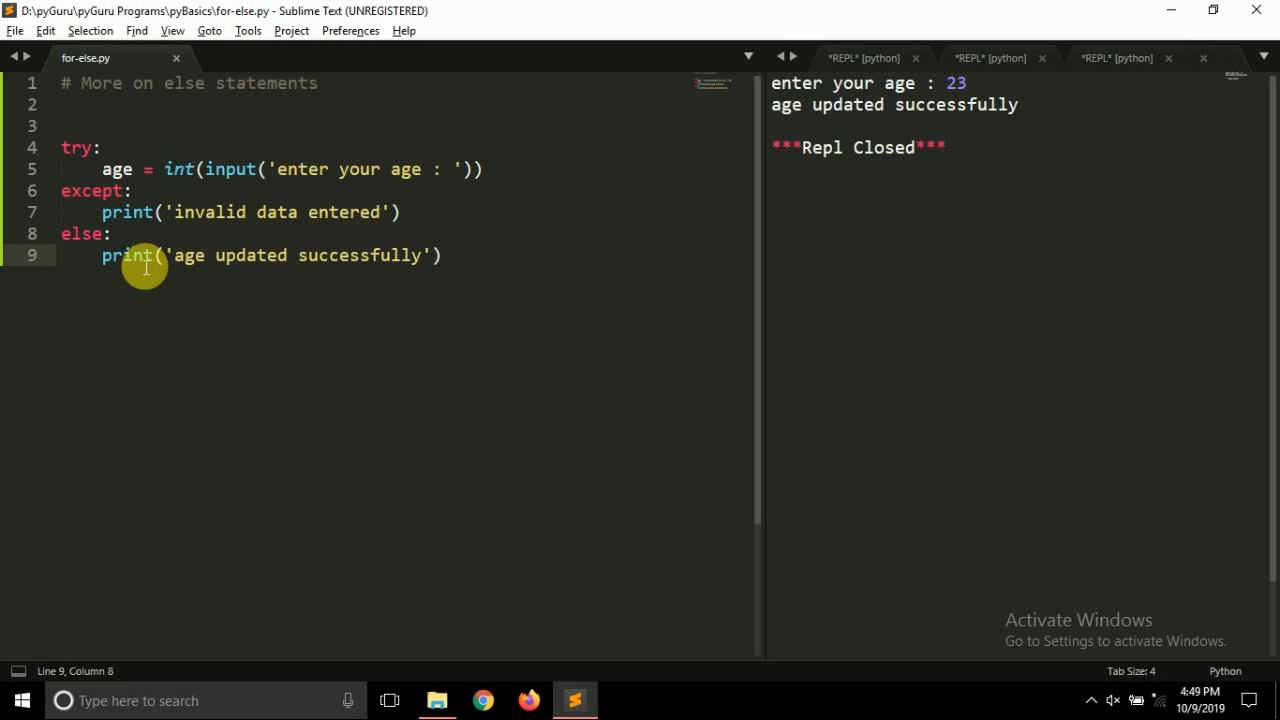 D:\pyGuru\pyGuru Programs\pyBasics\for-else.py - Sublime Text (UNREGISTERED)
File Edit Selection Find View Goto Tools Project Preferences Help
for-else.py
*REPL* [python] *REPL* [python] *REPL* [python]
1 # More on else statements
2
3
4 try:
5 age = int(input('enter your age : '))
6 except:
7 print('invalid data entered')
8 else:
9 print('age updated successfully')
enter your age : 23
age updated successfully
***Repl Closed***
Activate Windows
Go to Settings to activate Windows.
Line 9, Column 8
Tab Size: 4
Python
Type here to search
4:49 PM
10/9/2019